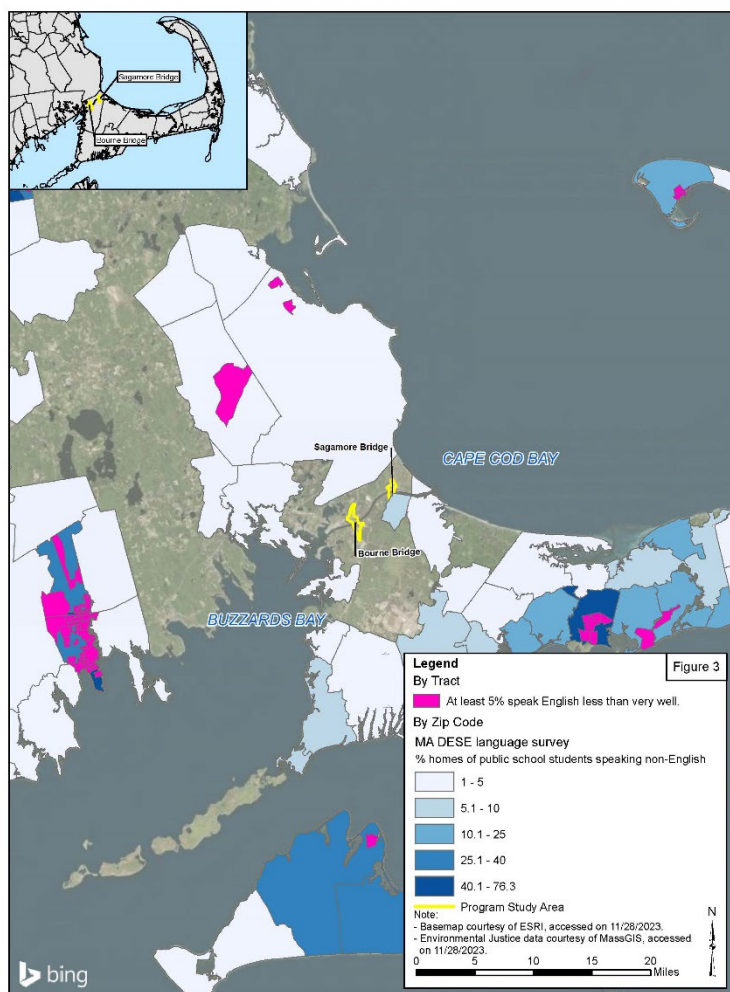 Sagamore Bridge
Bourne Bridge
Sagamore Bridge
CAPE COD BAY
Bourne Bridge
BUZZARDS BAY
Legend
Figure 3
By Tract
At least 5% speak English less than very well.
By Zip Code
MA DESE language survey
% homes of public school students speaking non-English
1 - 5
5.1 - 10
10.1 - 25
25.1 - 40
40.1 - 76.3
Program Study Area
Note:
- Basemap courtesy of ESRI, accessed on 11/28/2023.
- Environmental Justice data courtesy of MassGIS, accessed
on 11/28/2023.
N
0 5 10 15 20
Miles
bing